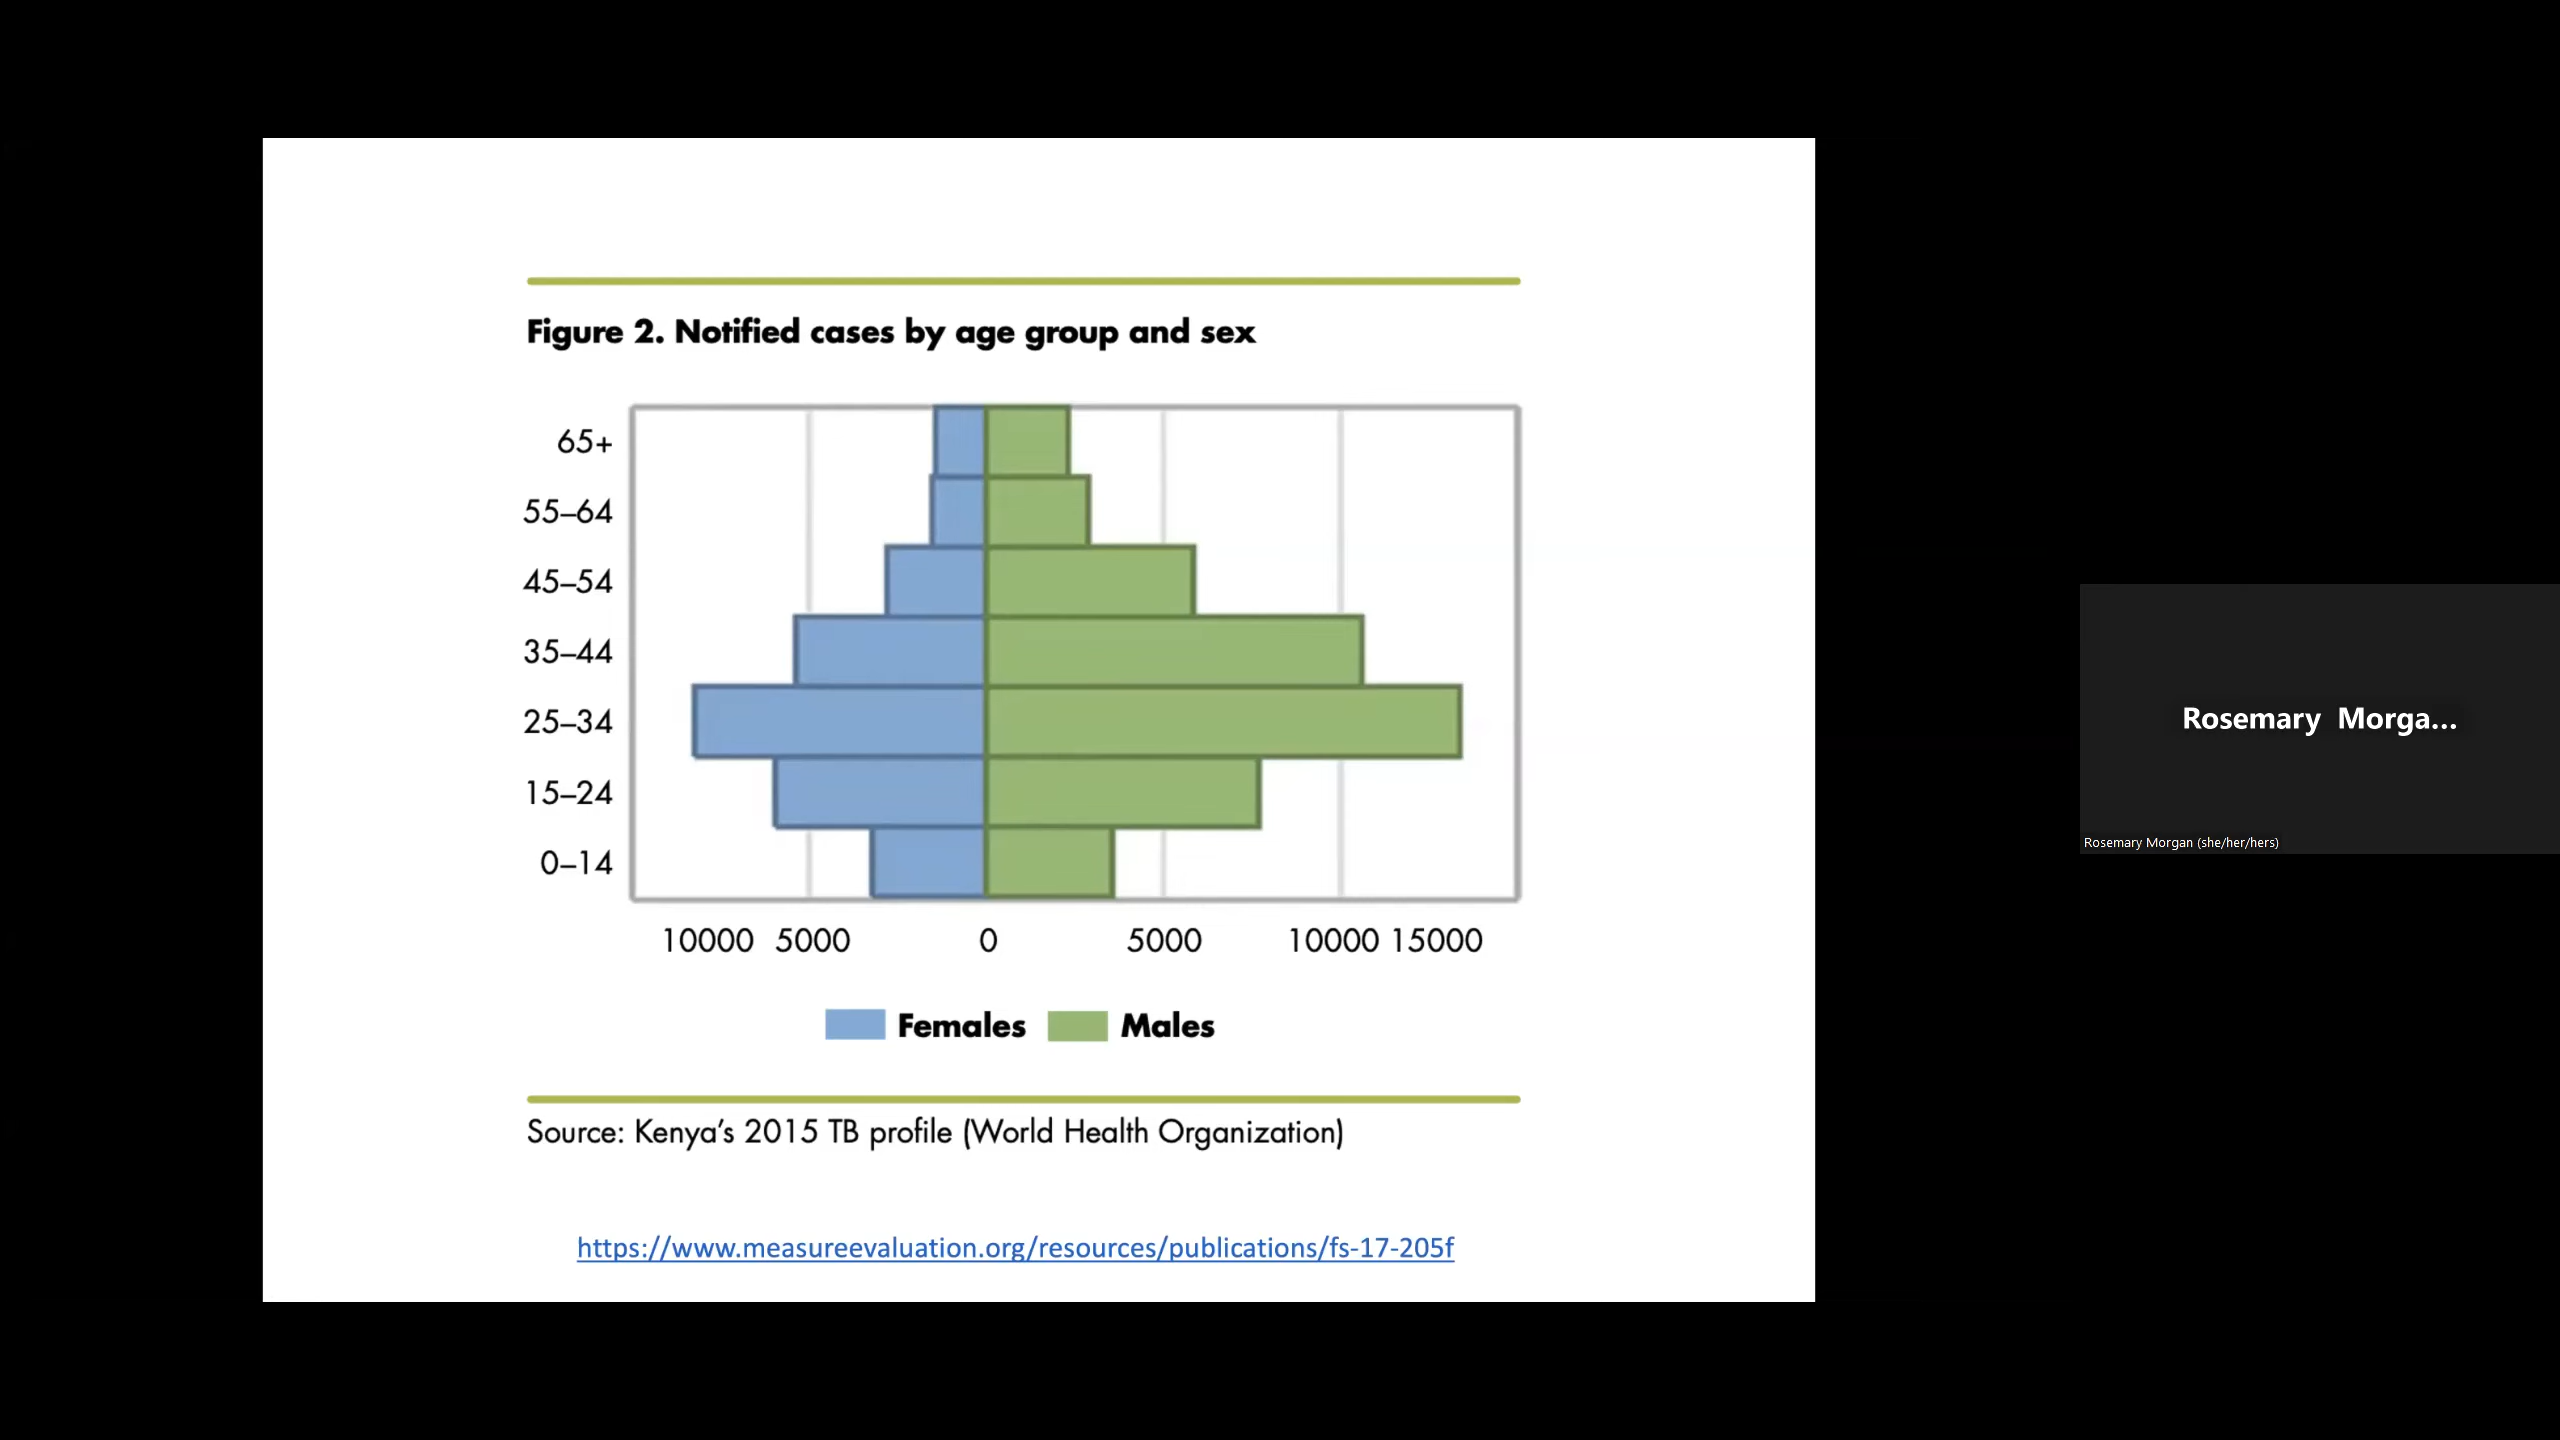 Figure 2. Notified cases by age group and sex
65+
55–64
45–54
35–44
25–34
15–24
0–14
10000 5000 0 5000 10000 15000
Females Males
Source: Kenya’s 2015 TB profile (World Health Organization)
https://www.measureevaluation.org/resources/publications/fs-17-205f
Rosemary Morga...
Rosemary Morgan (she/her/hers)